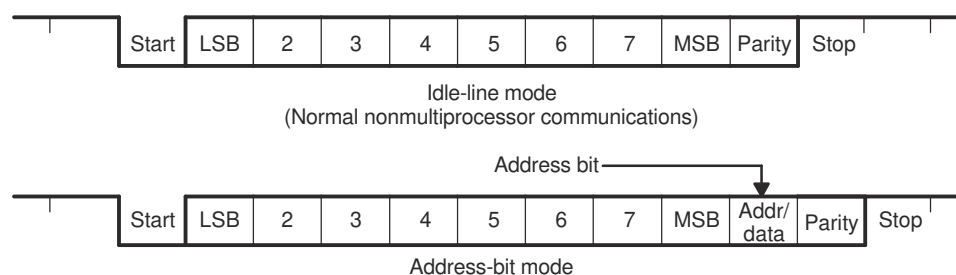 Start LSB 2 3 4 5 6 7 MSB Parity Stop
Idle-line mode
(Normal nonmultiprocessor communications)
Address bit
Start LSB 2 3 4 5 6 7 MSB Addr/ data Parity Stop
Address-bit mode